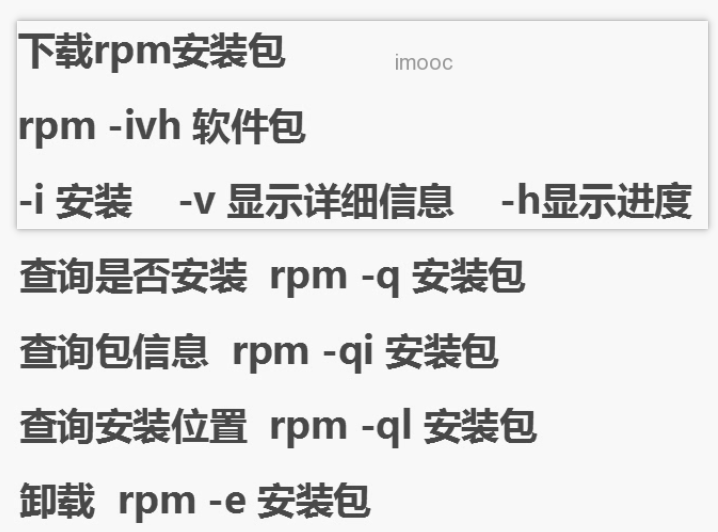 下载rpm安装包
imooc
rpm -ivh 软件包
-i 安装 -v 显示详细信息 -h显示进度
查询是否安装 rpm -q 安装包
查询包信息 rpm -qi 安装包
查询安装位置 rpm -ql 安装包
卸载 rpm -e 安装包